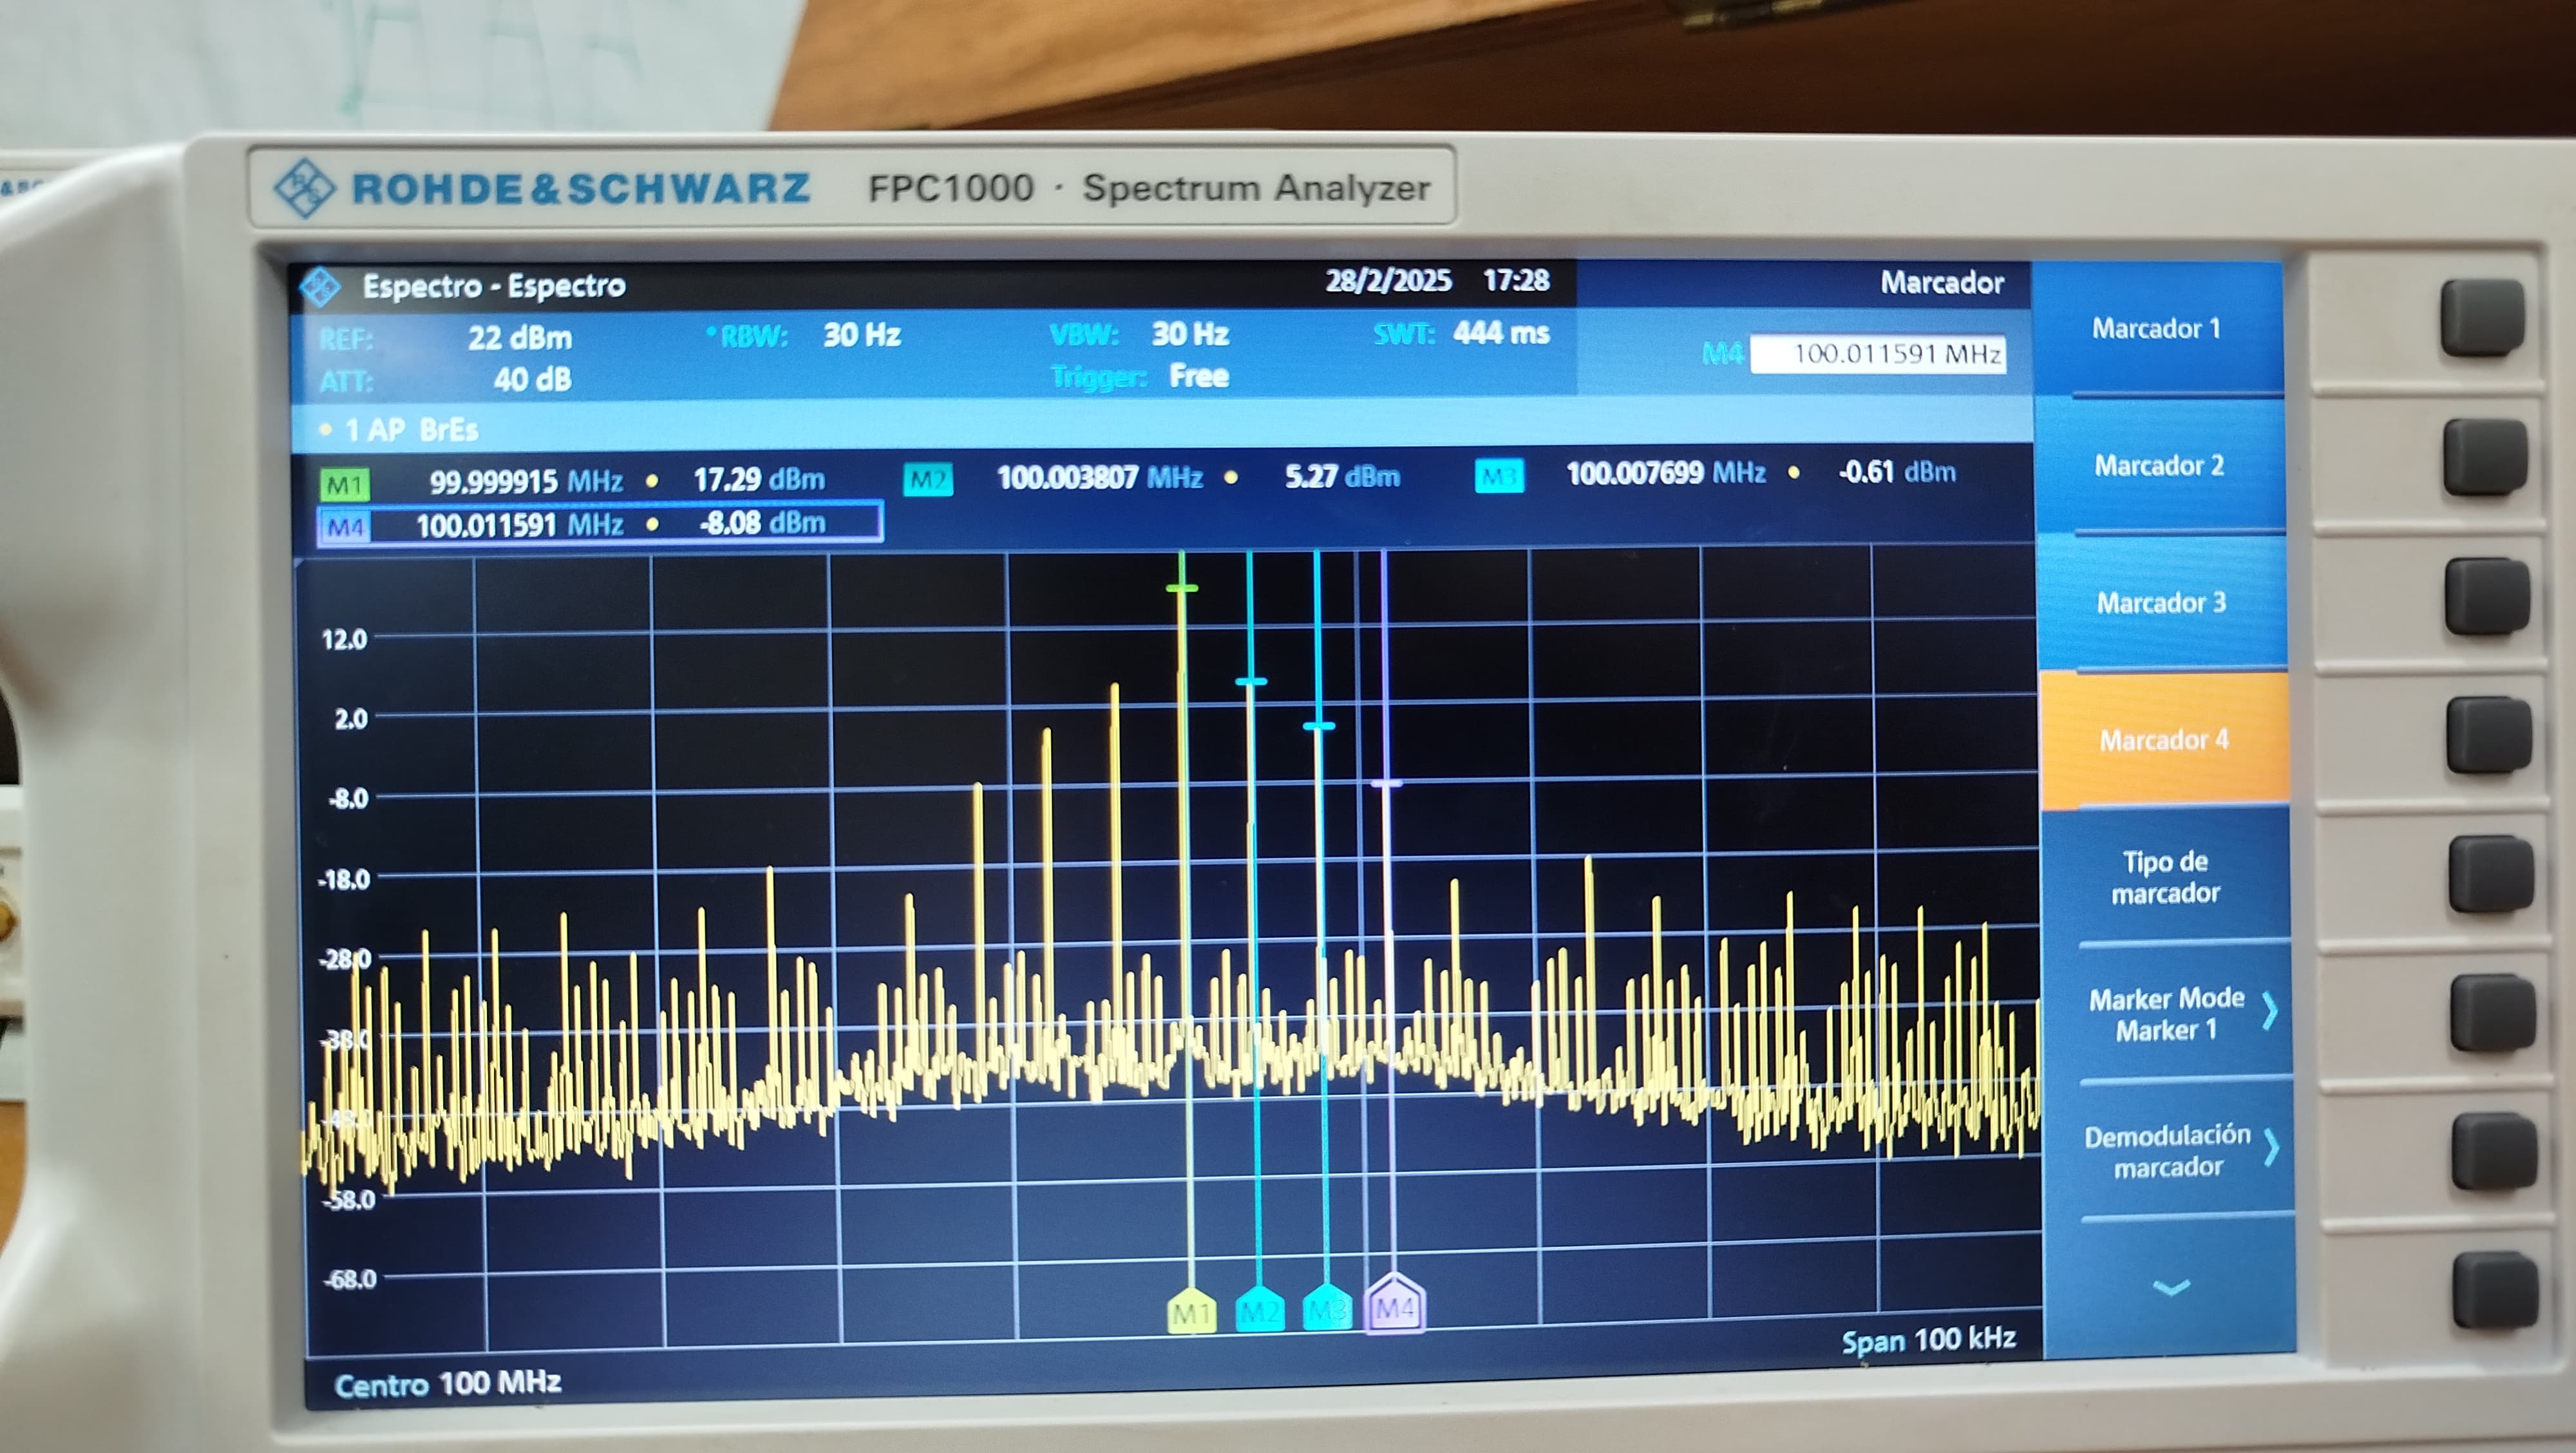 ROHDE&SCHWARZ FPC1000 · Spectrum Analyzer
Espectro - Espectro 28/2/2025 17:28 Marcador
REF: 22 dBm •RBW: 30 Hz VBW: 30 Hz SWT: 444 ms M4 100.011591 MHz
ATT: 40 dB Trigger: Free
• 1 AP BrEs
M1 99.999915 MHz • 17.29 dBm M2 100.003807 MHz • 5.27 dBm M3 100.007699 MHz • -0.61 dBm
M4 100.011591 MHz • -8.08 dBm
12.0
2.0
-8.0
-18.0
-28.0
-38.0
-48.0
-58.0
-68.0
M1 M2 M3 M4
Centro 100 MHz Span 100 kHz
Marcador 1
Marcador 2
Marcador 3
Marcador 4
Tipo de
marcador
Marker Mode
Marker 1
Demodulación
marcador